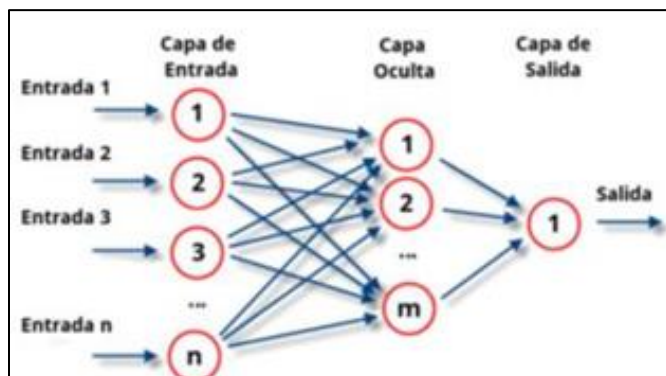 Capa de
Entrada
Capa
Oculta
Capa de
Salida
Entrada 1
1
1
Entrada 2
2
2
Salida
Entrada 3
1
3
...
...
Entrada n
m
n